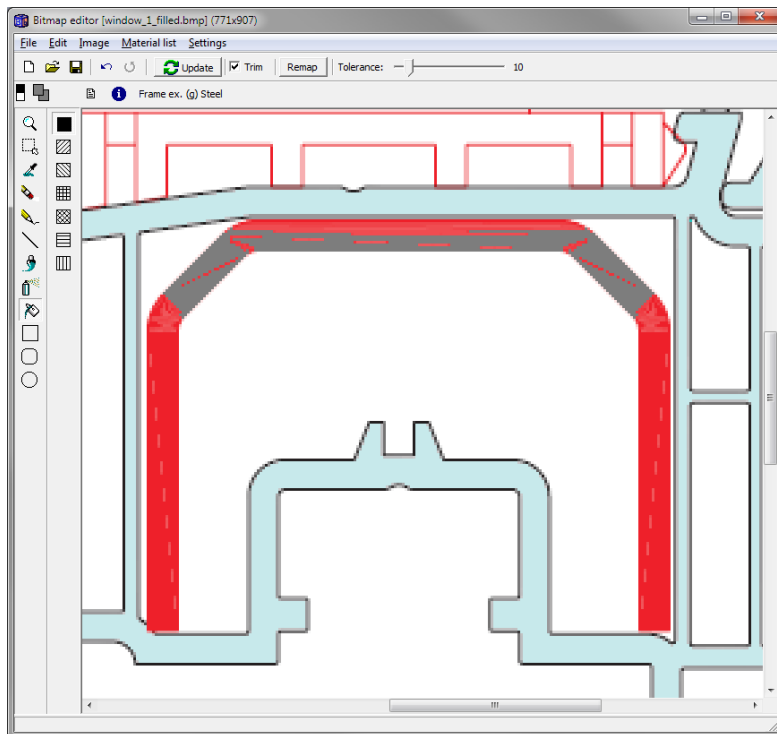 Bitmap editor [window_1_filled.bmp] (771x907)
File Edit Image Material list Settings
Update Trim Remap Tolerance: 10
Frame ex. (g) Steel